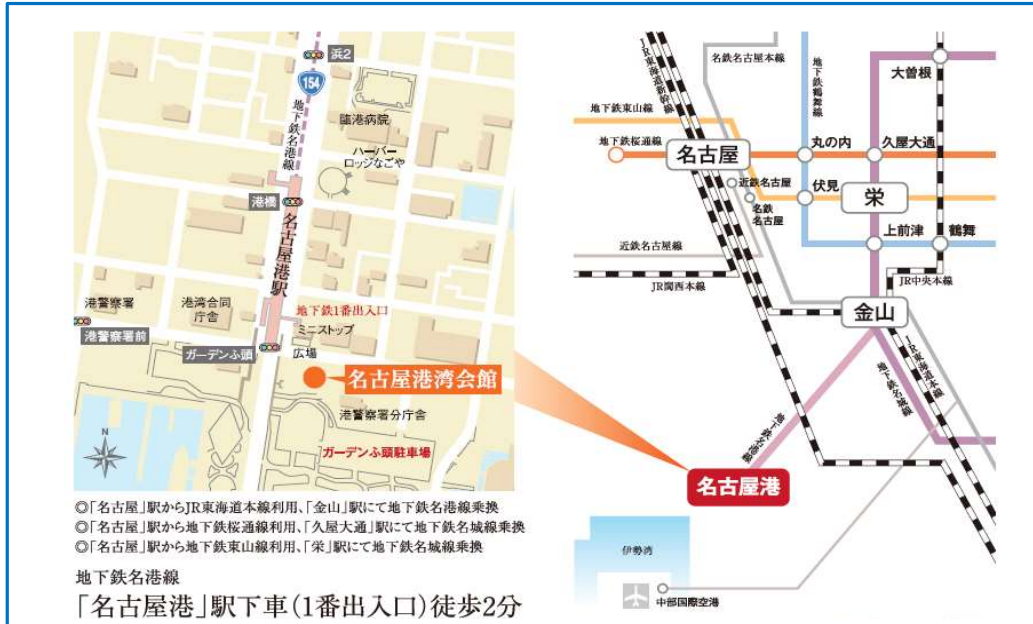 浜2
154
地下鉄名港線
臨港病院
ハーバー
ロッジなごや
港橋
名古屋港駅
港警察署
港湾合同
庁舎
地下鉄1番出入口
ミニストップ
港警察署前
ガーデンふ頭
広場
名古屋港湾会館
港警察署分庁舎
ガーデンふ頭駐車場
N
◎「名古屋」駅からJR東海道本線利用、「金山」駅にて地下鉄名港線乗換
◎「名古屋」駅から地下鉄桜通線利用、「久屋大通」駅にて地下鉄名城線乗換
◎「名古屋」駅から地下鉄東山線利用、「栄」駅にて地下鉄名城線乗換
地下鉄名港線
「名古屋港」駅下車(1番出入口)徒歩2分
JR東海道新幹線
名鉄名古屋本線
地下鉄鶴舞線
大曽根
地下鉄東山線
地下鉄桜通線
名古屋
丸の内
久屋大通
近鉄名古屋
伏見
栄
名鉄
名古屋
上前津
鶴舞
近鉄名古屋線
JR関西本線
JR中央本線
金山
JR東海道本線
地下鉄名城線
地下鉄名港線
名古屋港
伊勢湾
中部国際空港